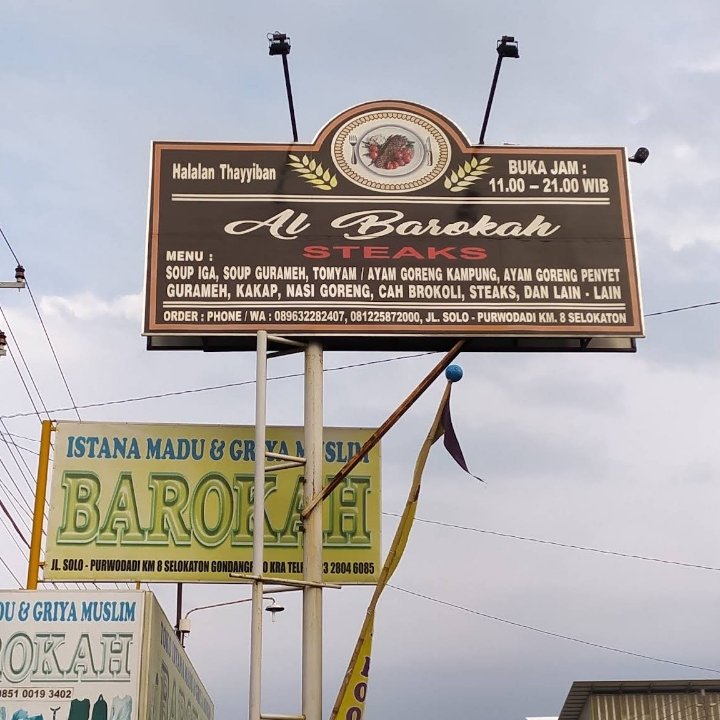 Halalan Thayyiban
BUKA JAM :
11.00 – 21.00 WIB
Al Barokah
STEAKS
MENU :
SOUP IGA, SOUP GURAMEH, TOMYAM / AYAM GORENG KAMPUNG, AYAM GORENG PENYET
GURAMEH, KAKAP, NASI GORENG, CAH BROKOLI, STEAKS, DAN LAIN - LAIN
ORDER : PHONE / WA : 089632282407, 081225872000, JL. SOLO - PURWODADI KM. 8 SELOKATON
ISTANA MADU & GRIYA MUSLIM
BAROKAH
JL. SOLO - PURWODADI KM 8 SELOKATON KRA 2804 6085
& GRIYA MUSLIM
OKAH
0851 0019 3402